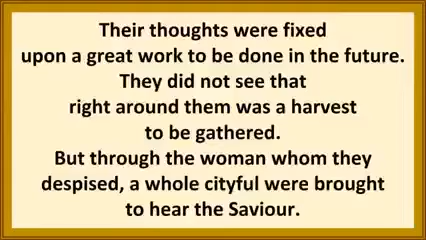 Their thoughts were fixed
upon a great work to be done in the future.
They did not see that
right around them was a harvest
to be gathered.
But through the woman whom they
despised, a whole cityful were brought
to hear the Saviour.